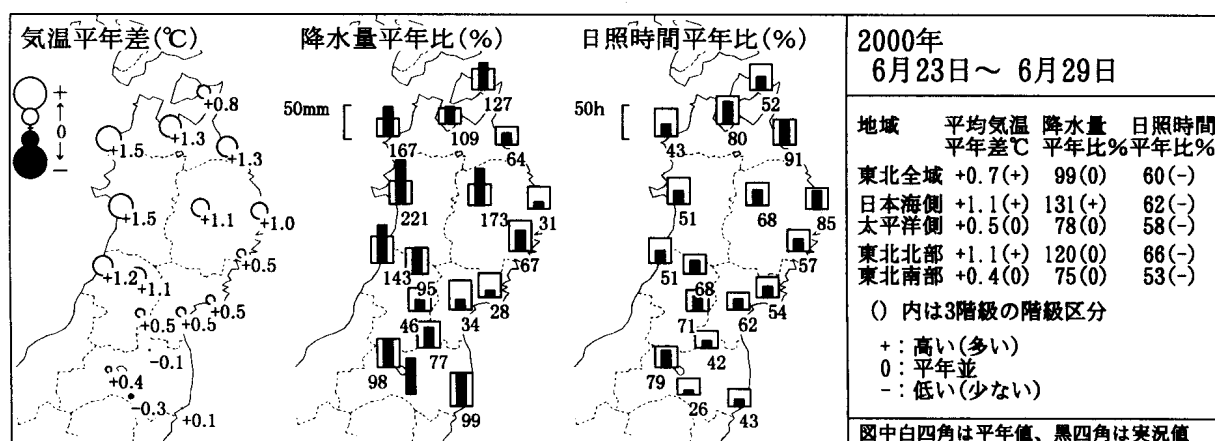 気温平年差(℃)
+
0
−
+0.8
+1.3
+1.5
+1.3
+1.5
+1.1
+1.0
+0.5
+1.2
+1.1
+0.5
+0.5
+0.5
-0.1
+0.4
-0.3
+0.1
降水量平年比(%)
50mm
127
109
167
64
221
173
31
67
143
95
28
46
34
77
98
99
日照時間平年比(%)
50h
52
80
43
91
51
68
85
57
51
68
54
71
62
42
79
26
43
2000年
6月23日～ 6月29日
地域 平均気温 降水量 日照時間
平年差℃ 平年比% 平年比%
東北全域 +0.7(+) 99(0) 60(-)
日本海側 +1.1(+) 131(+) 62(-)
太平洋側 +0.5(0) 78(0) 58(-)
東北北部 +1.1(+) 120(0) 66(-)
東北南部 +0.4(0) 75(0) 53(-)
() 内は3階級の階級区分
+：高い(多い)
0：平年並
-：低い(少ない)
図中白四角は平年値、黒四角は実況値